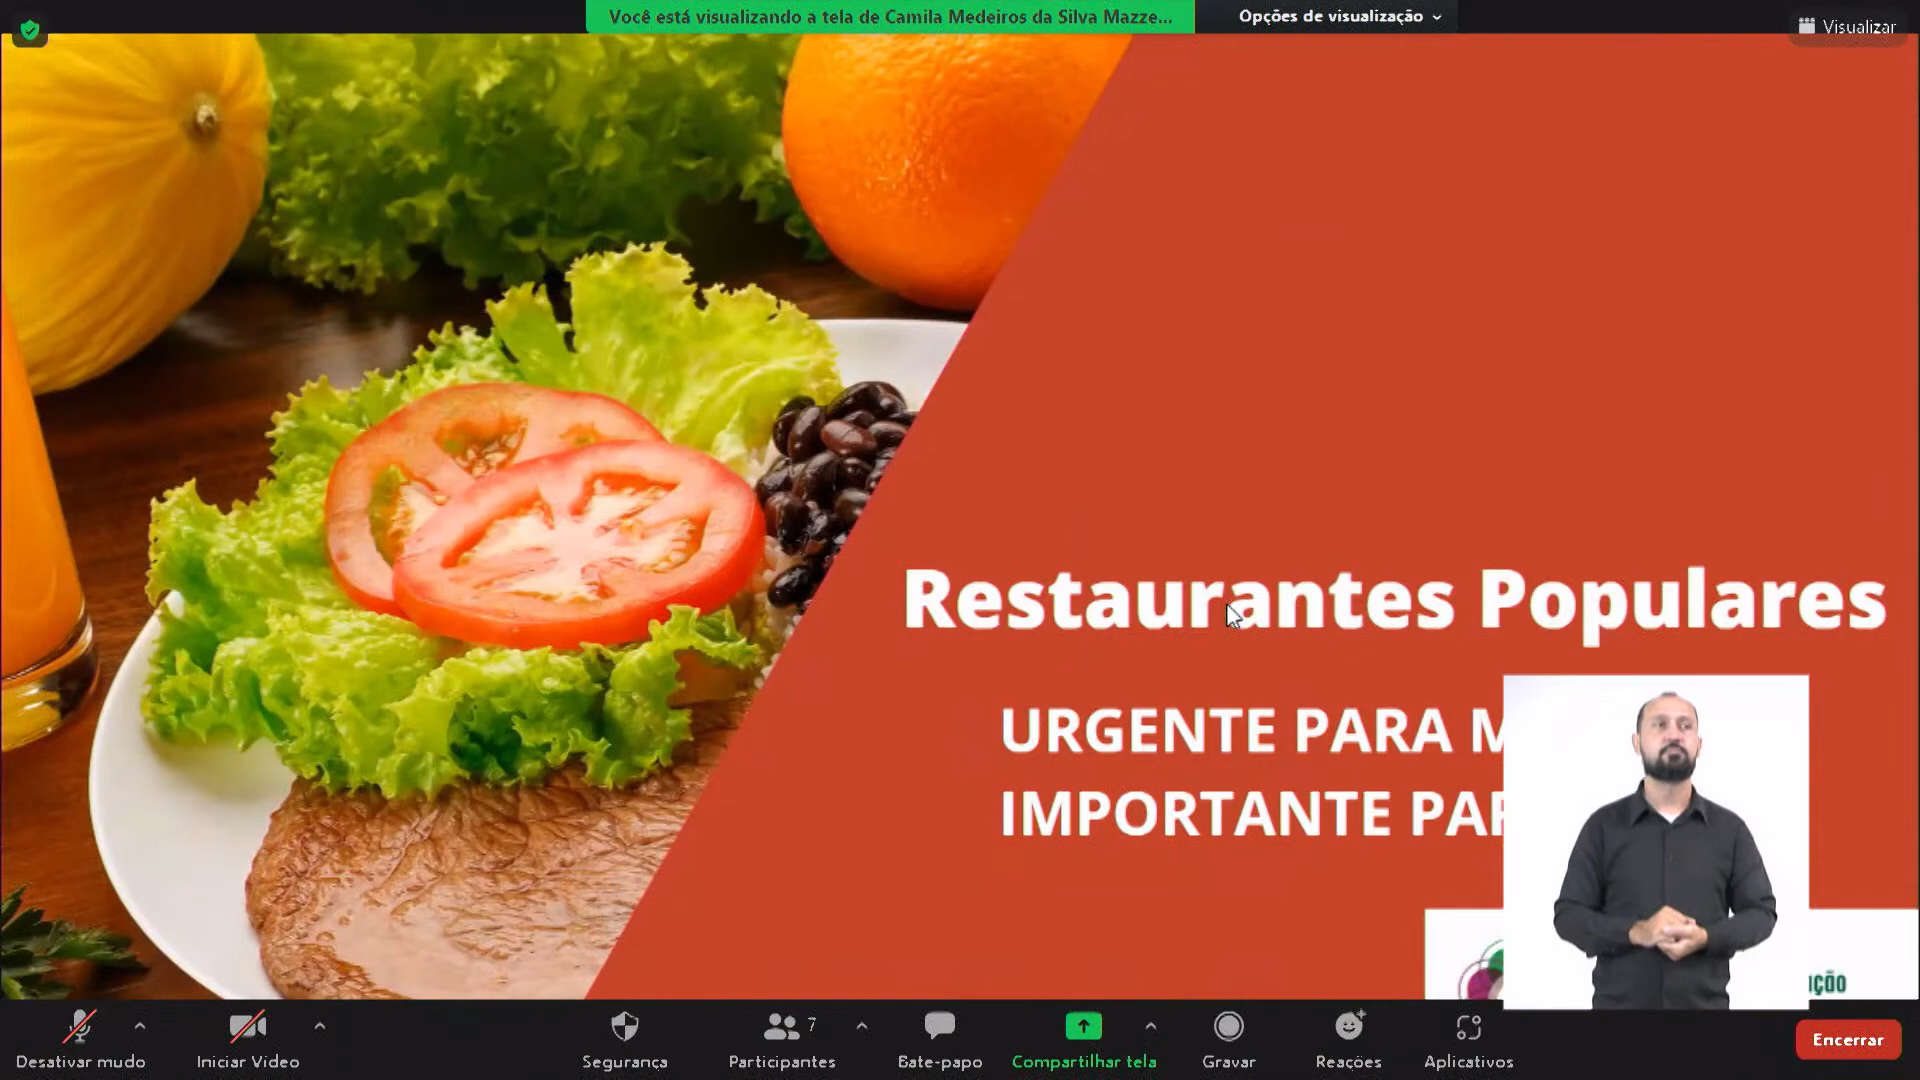 Você está visualizando a tela de Camila Medeiros da Silva Mazze...
Opções de visualização
Visualizar
Restaurantes Populares
URGENTE PARA
IMPORTANTE
Desativar mudo
Iniciar Vídeo
Segurança
Participantes
7
Bate-papo
Compartilhar tela
Gravar
Reações
Aplicativos
Encerrar